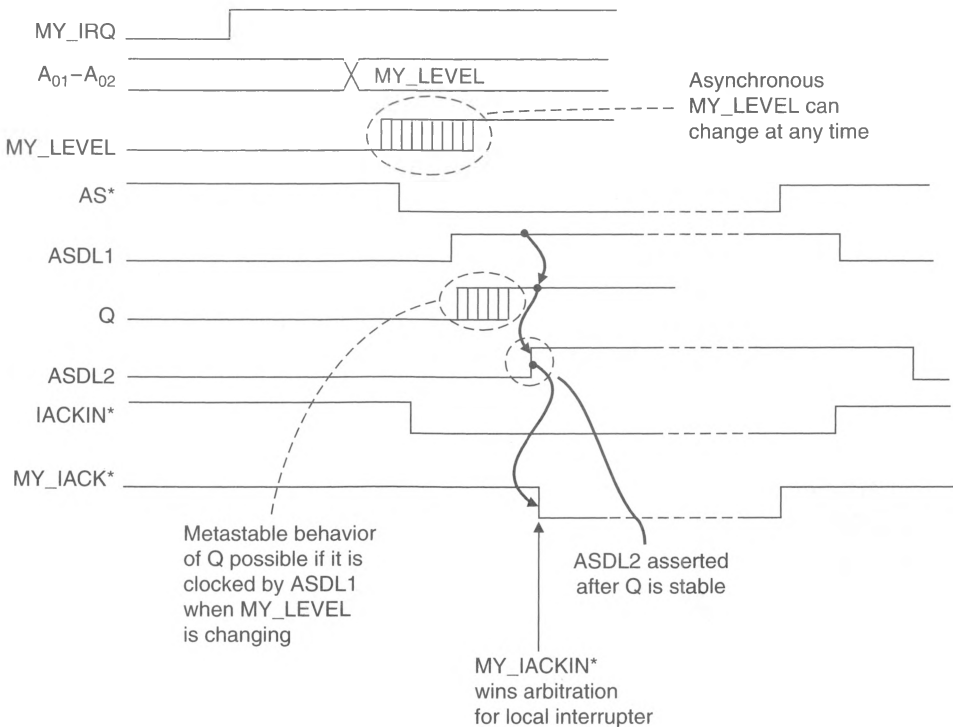 MY_IRQ
A01–A02
MY_LEVEL
Asynchronous
MY_LEVEL can
change at any time
MY_LEVEL
AS*
ASDL1
Q
ASDL2
IACKIN*
MY_IACK*
Metastable behavior
of Q possible if it is
clocked by ASDL1
when MY_LEVEL
is changing
ASDL2 asserted
after Q is stable
MY_IACKIN*
wins arbitration
for local interrupter